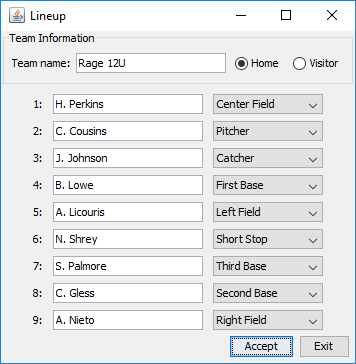 Lineup
Team Information
Team name: Rage 12U Home Visitor
1: H. Perkins Center Field
2: C. Cousins Pitcher
3: J. Johnson Catcher
4: B. Lowe First Base
5: A. Licouris Left Field
6: N. Shrey Short Stop
7: S. Palmore Third Base
8: C. Gless Second Base
9: A. Nieto Right Field
Accept Exit